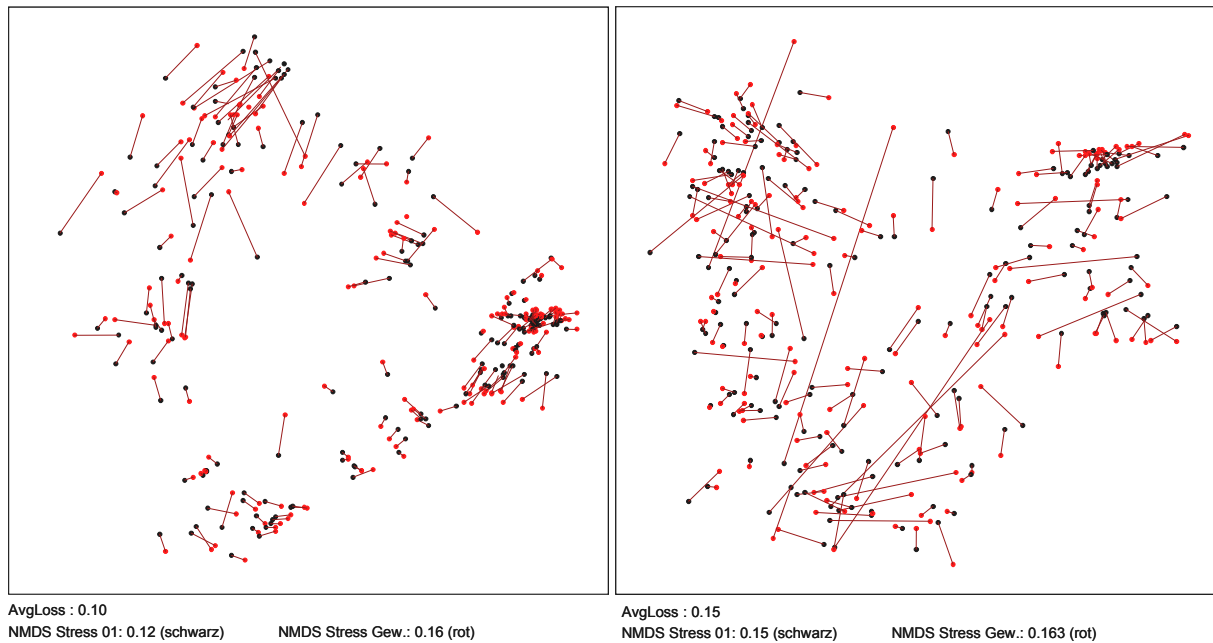 AvgLoss : 0.10
NMDS Stress 01: 0.12 (schwarz) NMDS Stress Gew.: 0.16 (rot)
AvgLoss : 0.15
NMDS Stress 01: 0.15 (schwarz) NMDS Stress Gew.: 0.163 (rot)